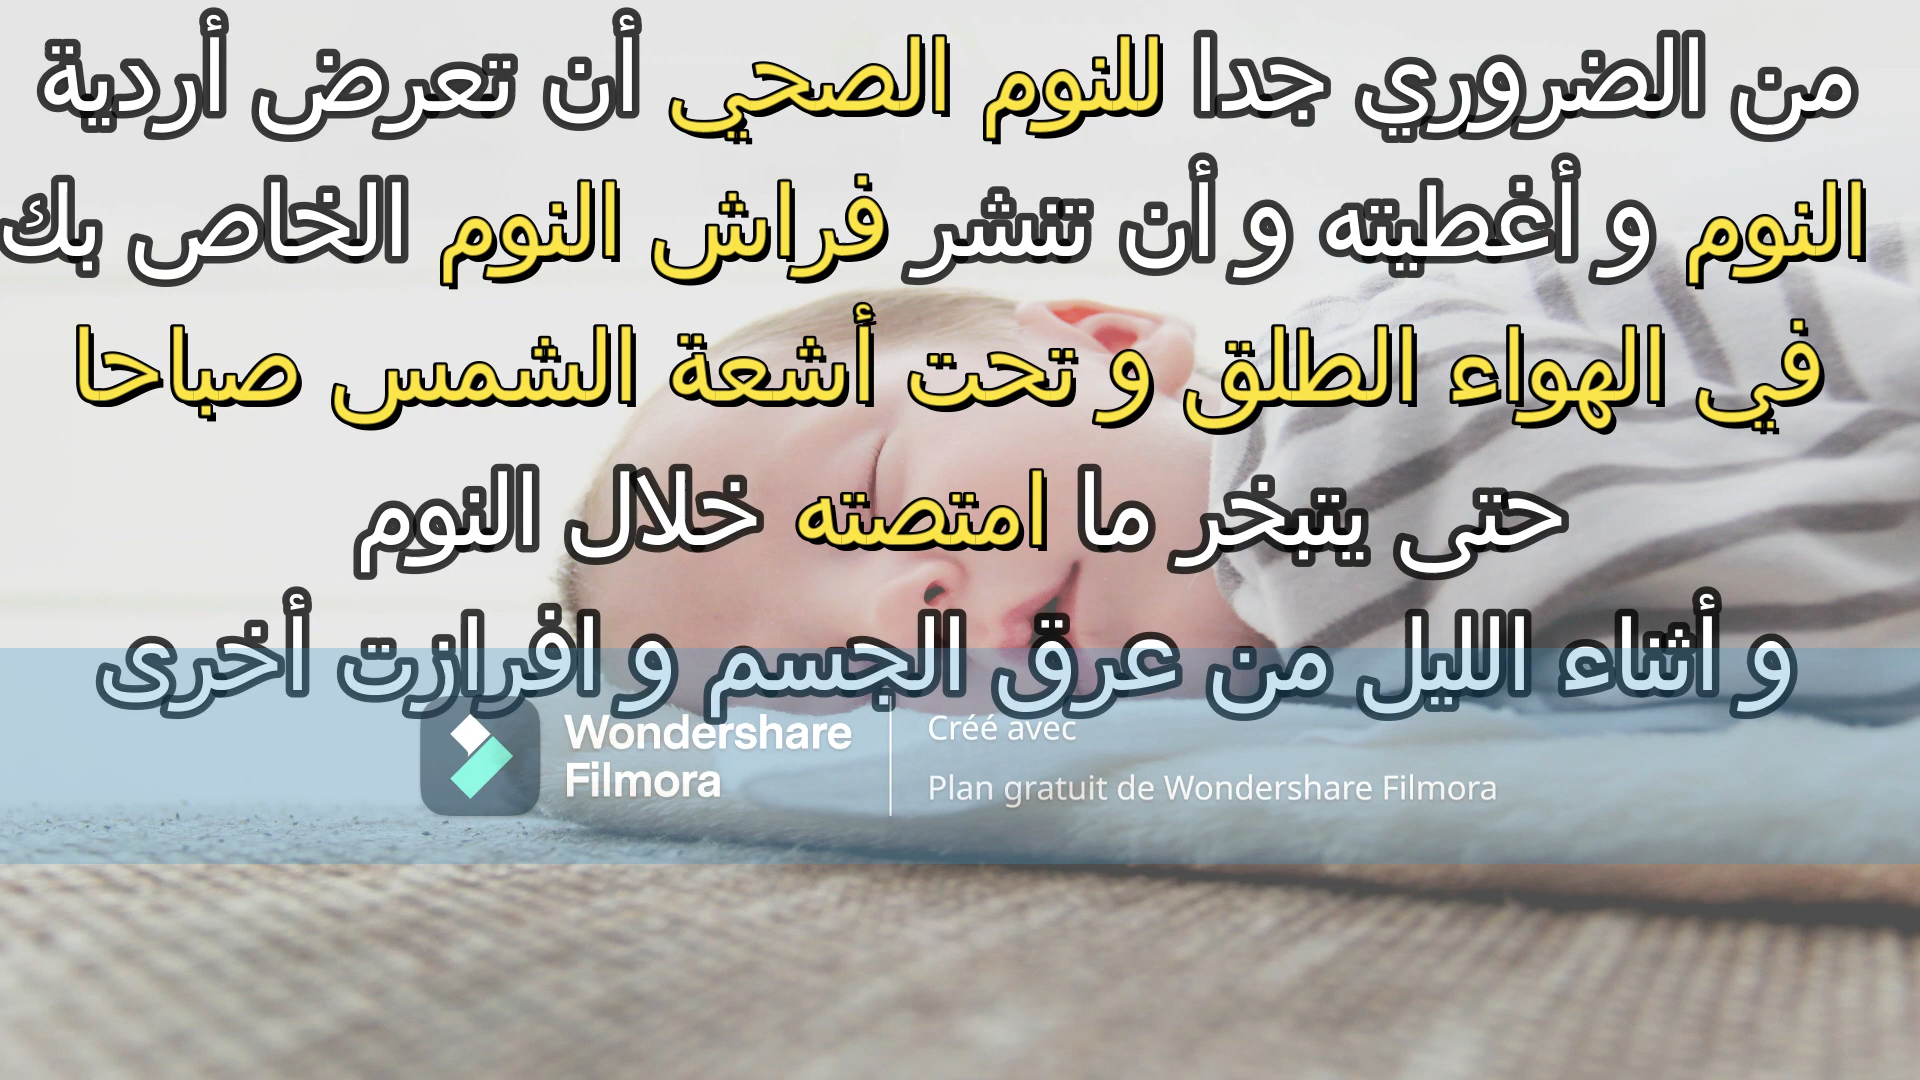 من الضروري جدا للنوم الصحي أن تعرض أردية
النوم و أغطيته و أن تنشر فراش النوم الخاص بك
في الهواء الطلق و تحت أشعة الشمس صباحا
حتى يتبخر ما امتصته خلال النوم
و أثناء الليل من عرق الجسم و افرازت أخرى
Wondershare
Filmora
Créé avec
Plan gratuit de Wondershare Filmora